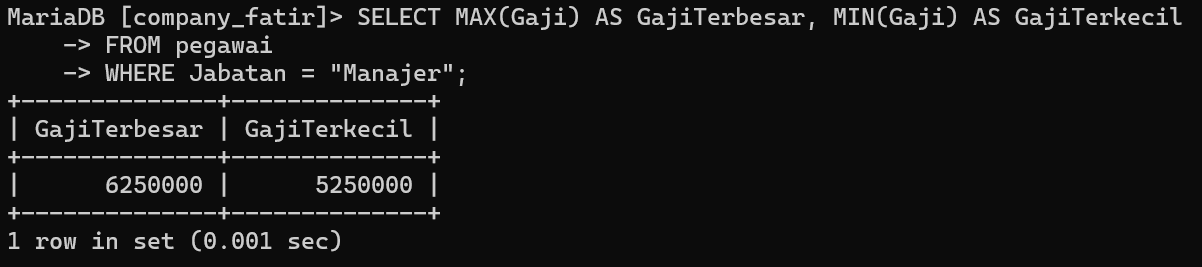 MariaDB [company_fatir]> SELECT MAX(Gaji) AS GajiTerbesar, MIN(Gaji) AS GajiTerkecil
    -> FROM pegawai
    -> WHERE Jabatan = "Manajer";
+--------------+--------------+
| GajiTerbesar | GajiTerkecil |
+--------------+--------------+
|      6250000 |      5250000 |
+--------------+--------------+
1 row in set (0.001 sec)